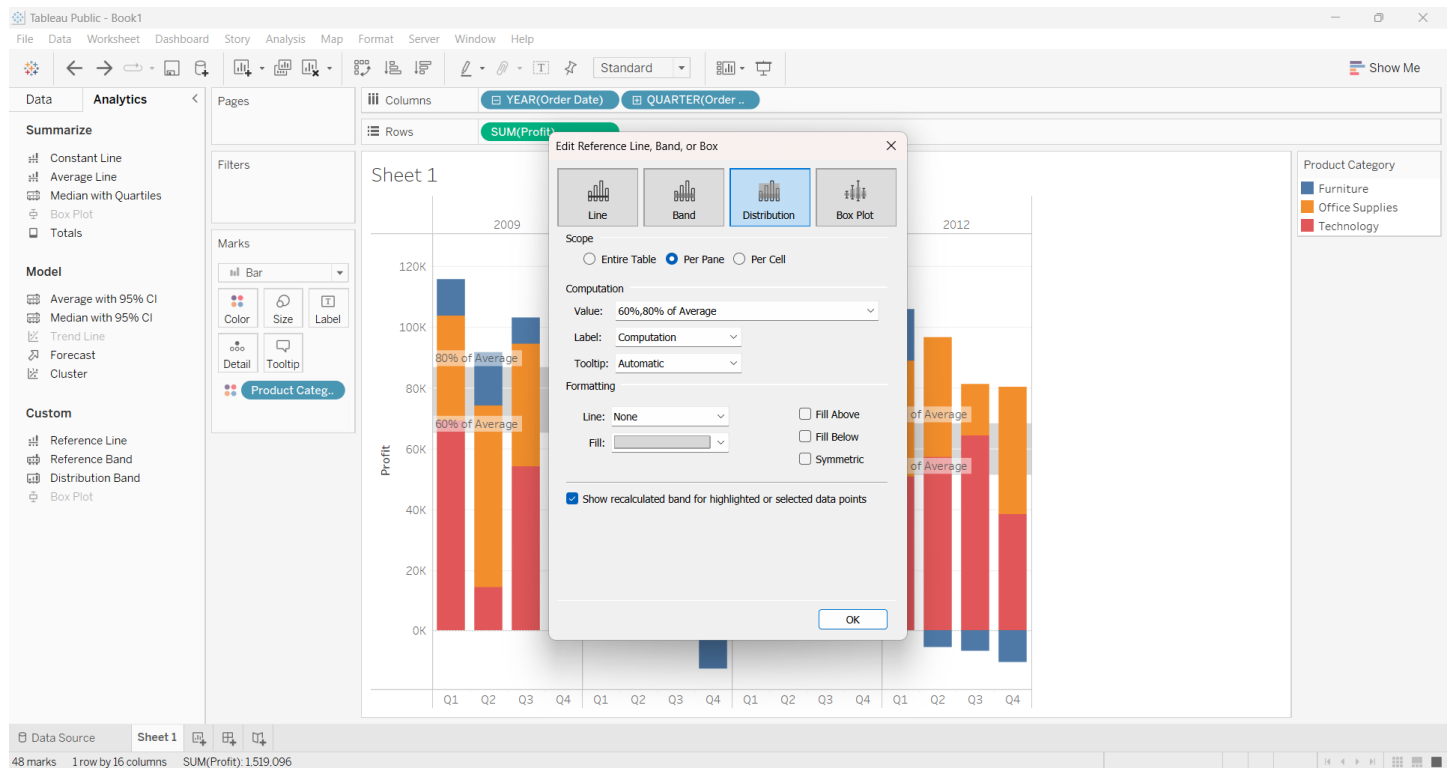 Tableau Public - Book1
File Data Worksheet Dashboard Story Analysis Map Format Server Window Help
Standard
Show Me
Data Analytics
Summarize
Constant Line
Average Line
Median with Quartiles
Box Plot
Totals
Model
Average with 95% CI
Median with 95% CI
Trend Line
Forecast
Cluster
Custom
Reference Line
Reference Band
Distribution Band
Box Plot
Pages
Filters
Marks
Bar
Color Size Label
Detail Tooltip
Product Categ..
Columns YEAR(Order Date) QUARTER(Order ..
Rows SUM(Profit)
Sheet 1
2009 2012
120K
100K
80K
60K
40K
20K
0K
Profit
80% of Average
60% of Average
of Average
of Average
Q1 Q2 Q3 Q4 Q1 Q2 Q3 Q4 Q1 Q2 Q3 Q4 Q1 Q2 Q3 Q4
Edit Reference Line, Band, or Box
Line Band Distribution Box Plot
Scope
Entire Table Per Pane Per Cell
Computation
Value: 60%,80% of Average
Label: Computation
Tooltip: Automatic
Formatting
Line: None
Fill:
Fill Above
Fill Below
Symmetric
Show recalculated band for highlighted or selected data points
OK
Product Category
Furniture
Office Supplies
Technology
Data Source Sheet 1
48 marks 1 row by 16 columns SUM(Profit): 1.519.096